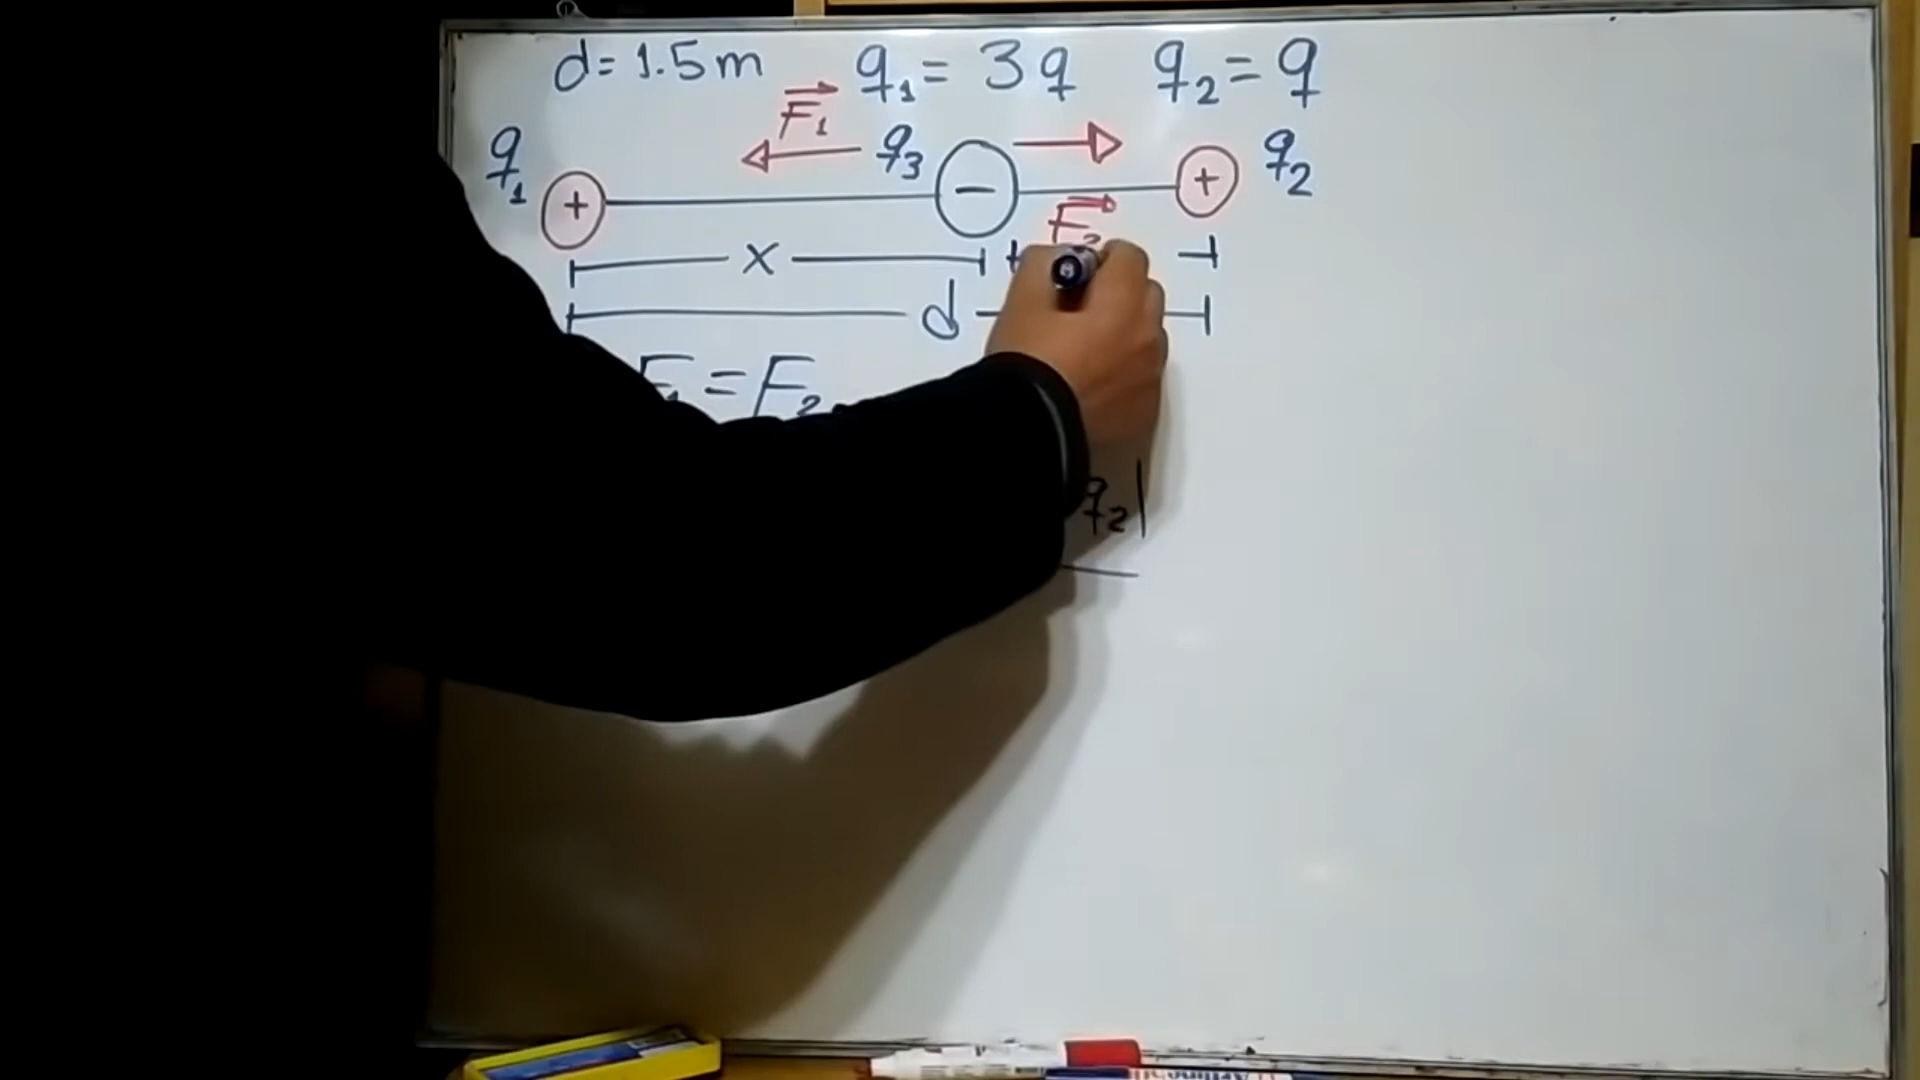 d = 1.5m q₁ = 3q q₂ = q
F₁ q₃ q₂
q₁ + − +
F₂
x
d
F₁ = F₂
q₂|